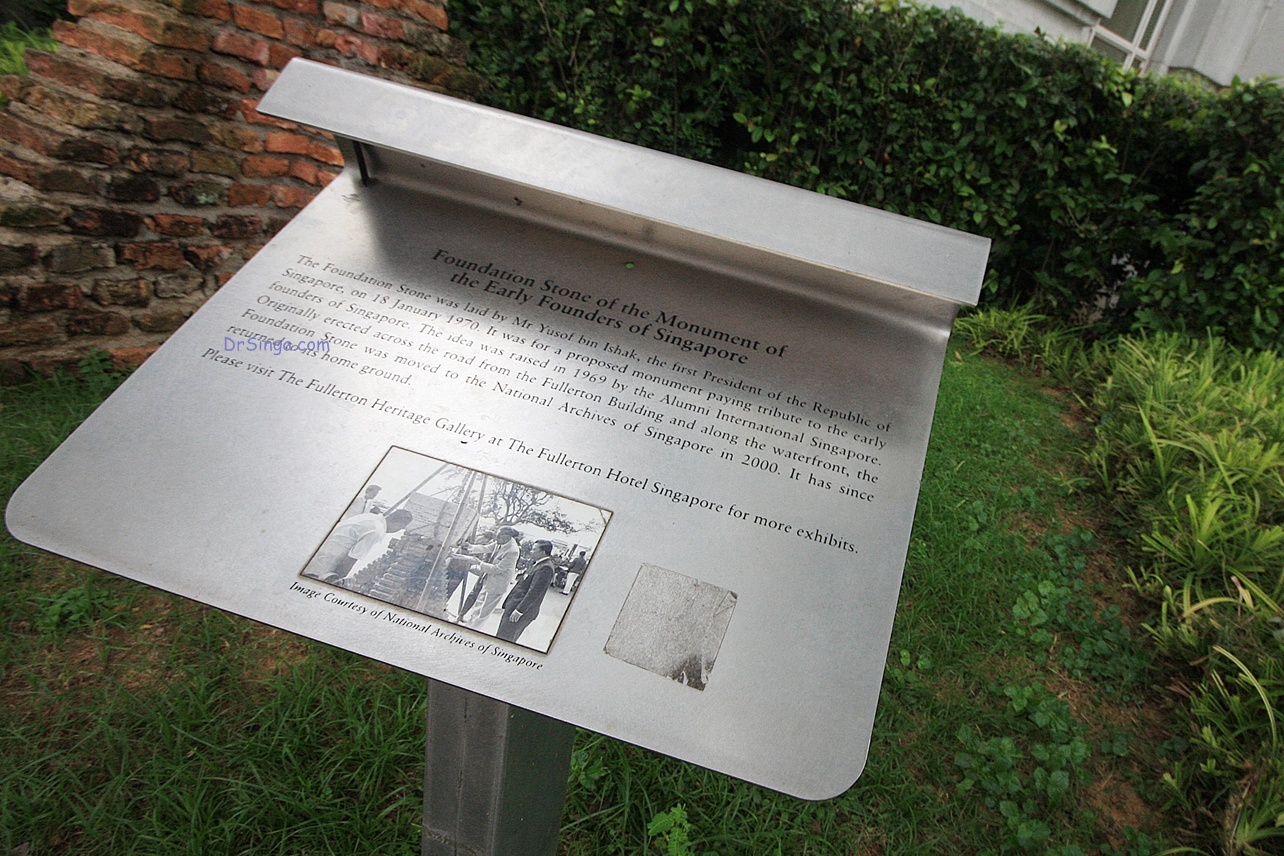 Foundation Stone of the Monument of
the Early Founders of Singapore
The Foundation Stone was laid by Mr Yusof bin Ishak, the first President of the Republic of
Singapore, on 18 January 1970. It was for a proposed monument paying tribute to the early
founders of Singapore. The idea was raised in 1969 by the Alumni International Singapore.
Originally erected across the road from the Fullerton Building and along the waterfront, the
Foundation Stone was moved to the National Archives of Singapore in 2000. It has since
returned to its home ground.
Please visit The Fullerton Heritage Gallery at The Fullerton Hotel Singapore for more exhibits.
Image Courtesy of National Archives of Singapore
DrSinga.com